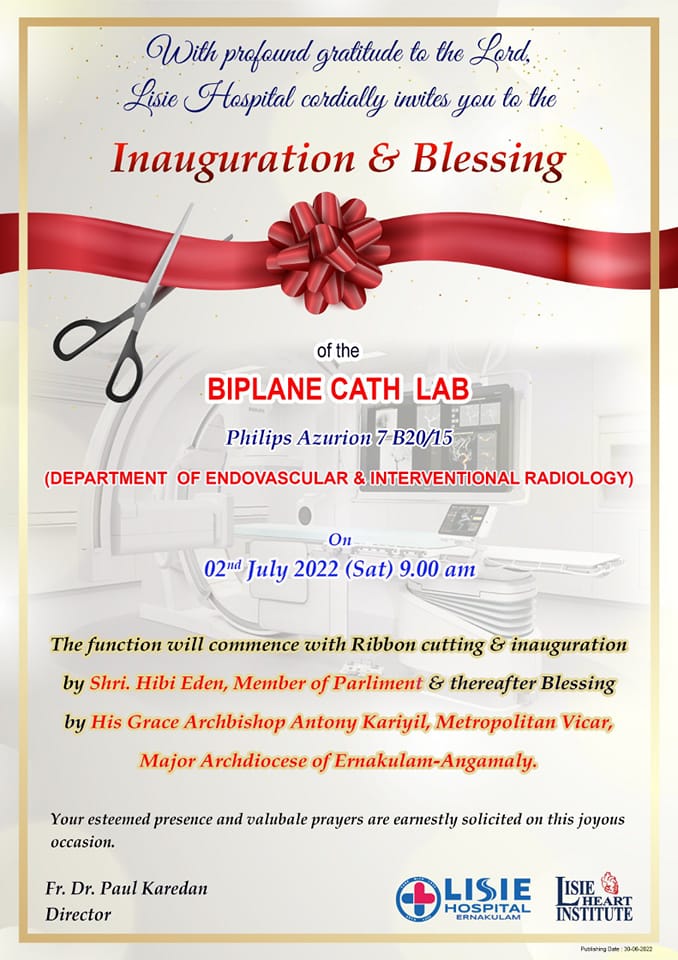 With profound gratitude to the Lord,
Lisie Hospital cordially invites you to the
Inauguration & Blessing
of the
BIPLANE CATH LAB
Philips Azurion 7 B20/15
(DEPARTMENT OF ENDOVASCULAR & INTERVENTIONAL RADIOLOGY)
On
02nd July 2022 (Sat) 9.00 am
The function will commence with Ribbon cutting & inauguration
by Shri. Hibi Eden, Member of Parliment & thereafter Blessing
by His Grace Archbishop Antony Kariyil, Metropolitan Vicar,
Major Archdiocese of Ernakulam-Angamaly.
Your esteemed presence and valubale prayers are earnestly solicited on this joyous
occasion.
Fr. Dr. Paul Karedan
Director
LISIE
HOSPITAL
ERNAKULAM
LISIE
HEART
INSTITUTE
Publishing Date : 30-06-2022